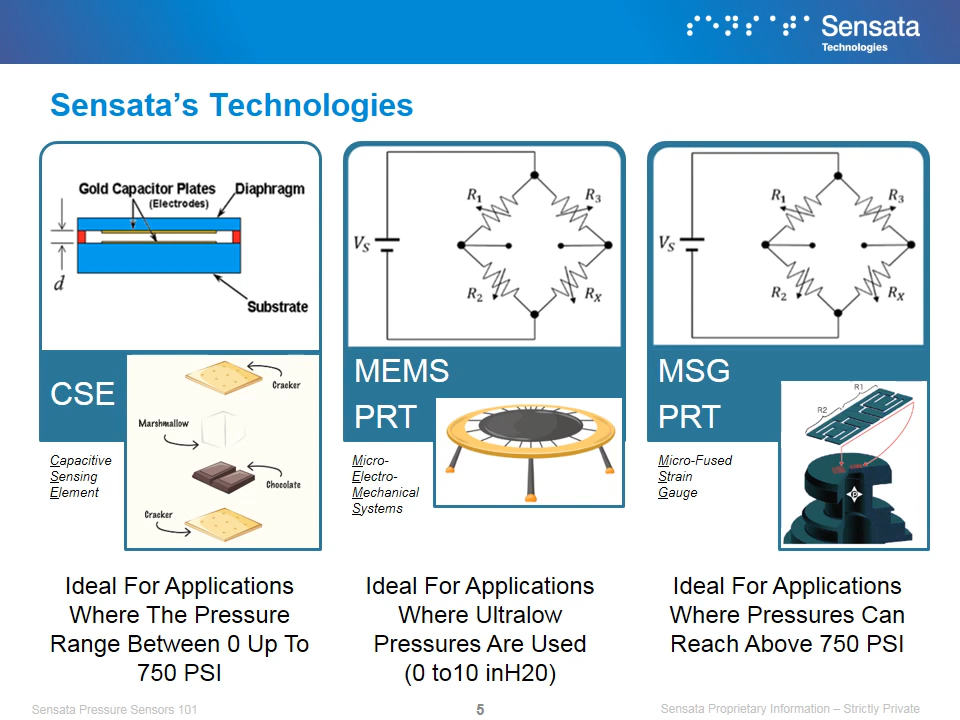 Sensata
Technologies
Sensata's Technologies
Gold Capacitor Plates
(Electrodes)
Diaphragm
d
Substrate
CSE
Cracker
Marshmallow
Chocolate
Cracker
Capacitive
Sensing
Element
Ideal For Applications
Where The Pressure
Range Between 0 Up To
750 PSI
R1
R3
VS
R2
RX
MEMS
PRT
Micro-
Electro-
Mechanical
Systems
Ideal For Applications
Where Ultralow
Pressures Are Used
(0 to10 inH20)
R1
R3
VS
R2
RX
MSG
PRT
R1
R2
Micro-Fused
Strain
Gauge
Ideal For Applications
Where Pressures Can
Reach Above 750 PSI
Sensata Pressure Sensors 101
5
Sensata Proprietary Information – Strictly Private